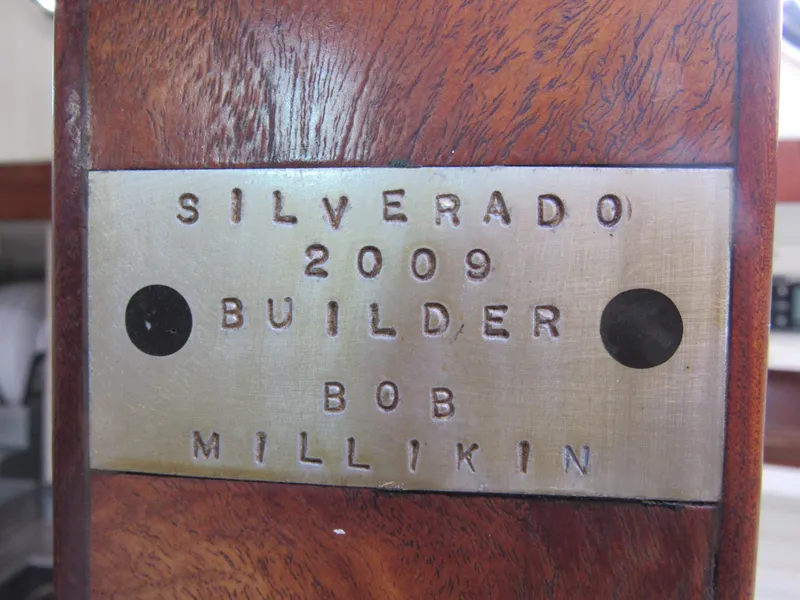 SILVERADO
2009
BUILDER
BOB
MILLIKIN